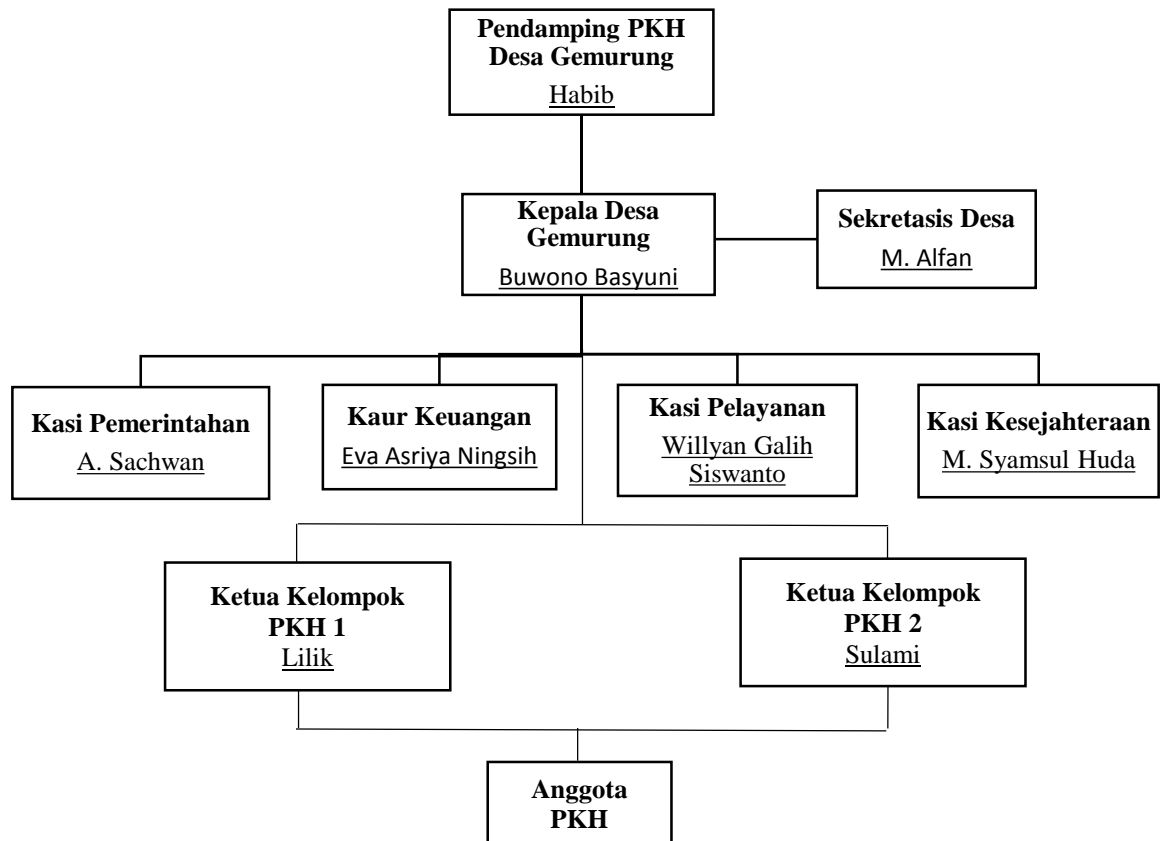 Pendamping PKH
Desa Gemurung
Habib
Kepala Desa
Gemurung
Buwono Basyuni
Sekretasis Desa
M. Alfan
Kasi Pemerintahan
A. Sachwan
Kaur Keuangan
Eva Asriya Ningsih
Kasi Pelayanan
Willyan Galih
Siswanto
Kasi Kesejahteraan
M. Syamsul Huda
Ketua Kelompok
PKH 1
Lilik
Ketua Kelompok
PKH 2
Sulami
Anggota
PKH